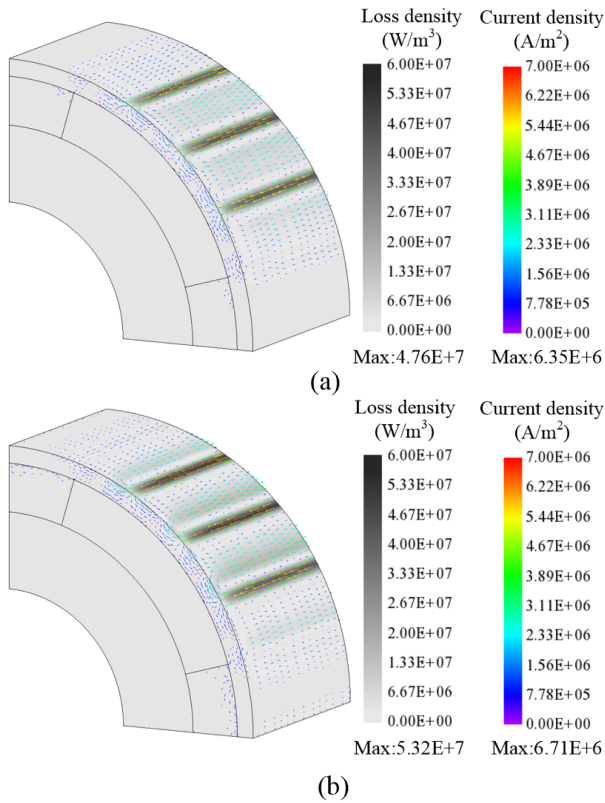 Loss density Current density
(W/m³) (A/m²)
6.00E+07 7.00E+06
5.33E+07 6.22E+06
4.67E+07 5.44E+06
4.00E+07 4.67E+06
3.33E+07 3.89E+06
2.67E+07 3.11E+06
2.00E+07 2.33E+06
1.33E+07 1.56E+06
6.67E+06 7.78E+05
0.00E+00 0.00E+00
Max:4.76E+7 Max:6.35E+6
(a)
Loss density Current density
(W/m³) (A/m²)
6.00E+07 7.00E+06
5.33E+07 6.22E+06
4.67E+07 5.44E+06
4.00E+07 4.67E+06
3.33E+07 3.89E+06
2.67E+07 3.11E+06
2.00E+07 2.33E+06
1.33E+07 1.56E+06
6.67E+06 7.78E+05
0.00E+00 0.00E+00
Max:5.32E+7 Max:6.71E+6
(b)